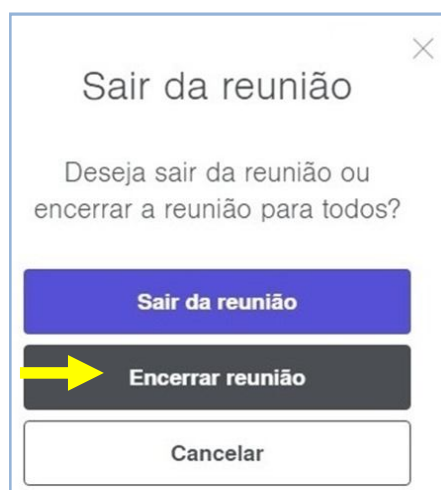 Sair da reunião
Deseja sair da reunião ou
encerrar a reunião para todos?
Sair da reunião
Encerrar reunião
Cancelar